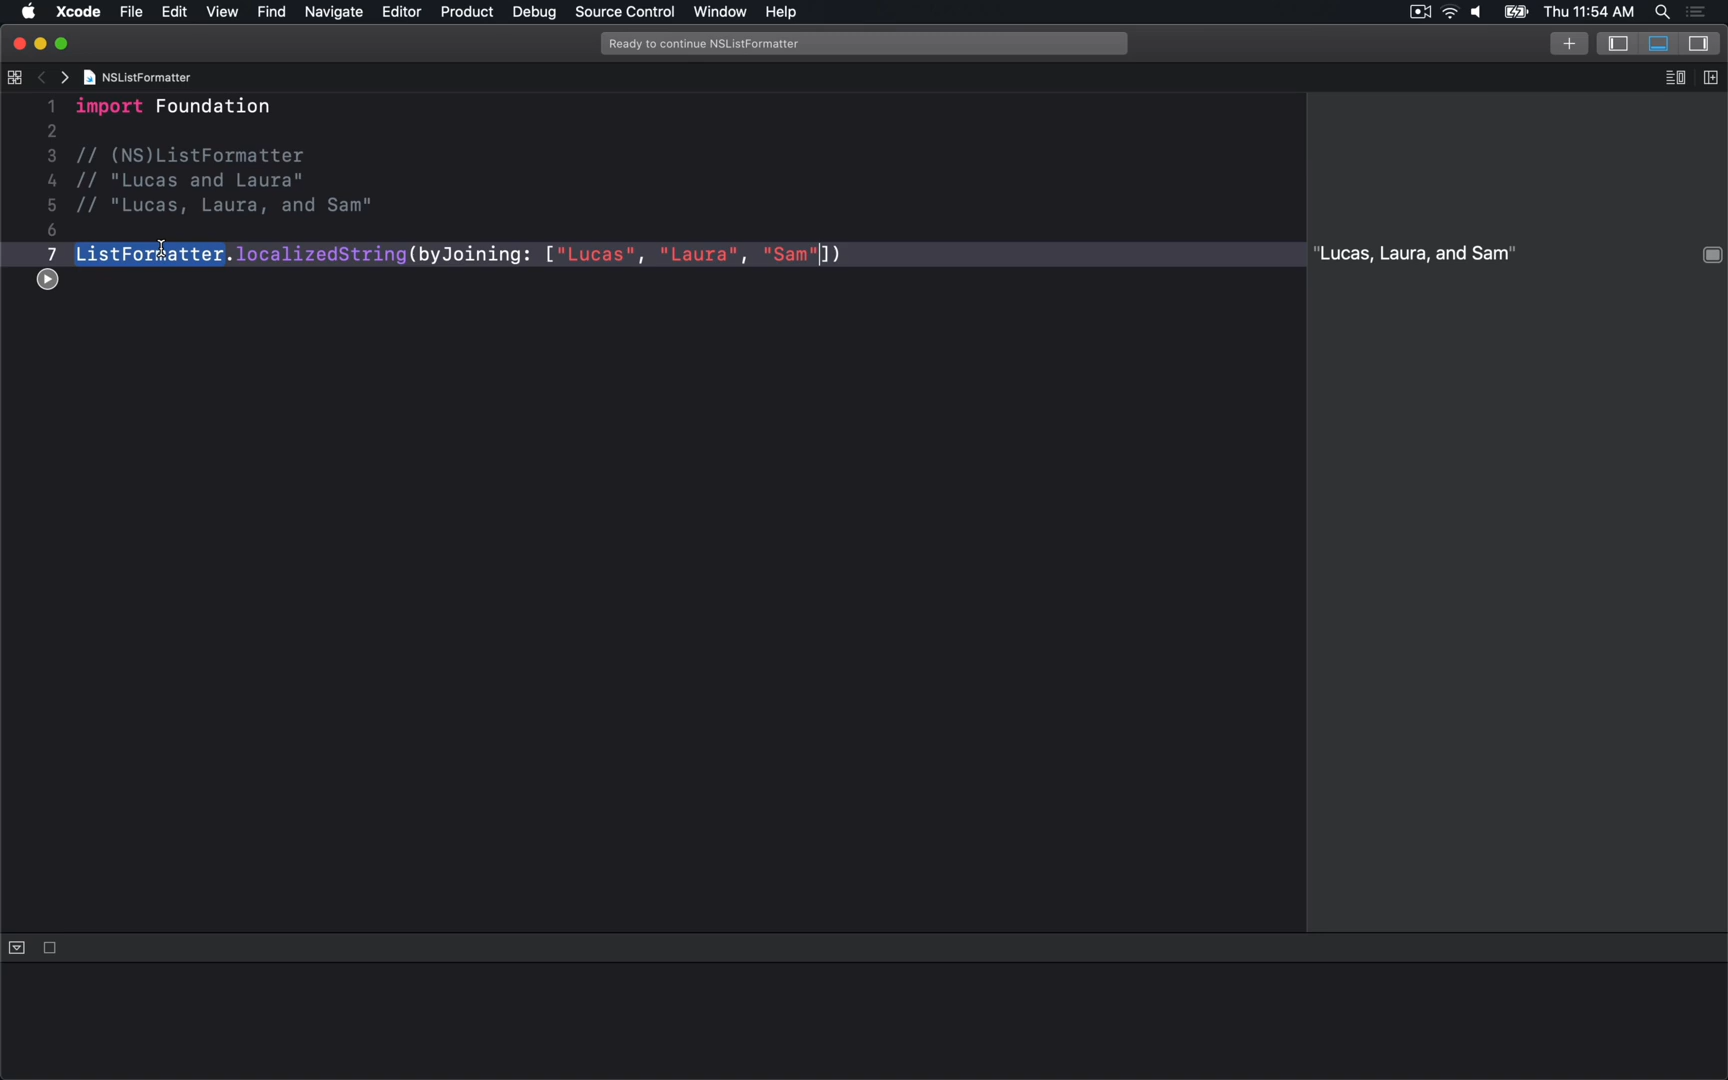 Xcode File Edit View Find Navigate Editor Product Debug Source Control Window Help Thu 11:54 AM
Ready to continue NSListFormatter
NSListFormatter
1 import Foundation
2
3 // (NS)ListFormatter
4 // "Lucas and Laura"
5 // "Lucas, Laura, and Sam"
6
7 ListFormatter.localizedString(byJoining: ["Lucas", "Laura", "Sam"]) "Lucas, Laura, and Sam"